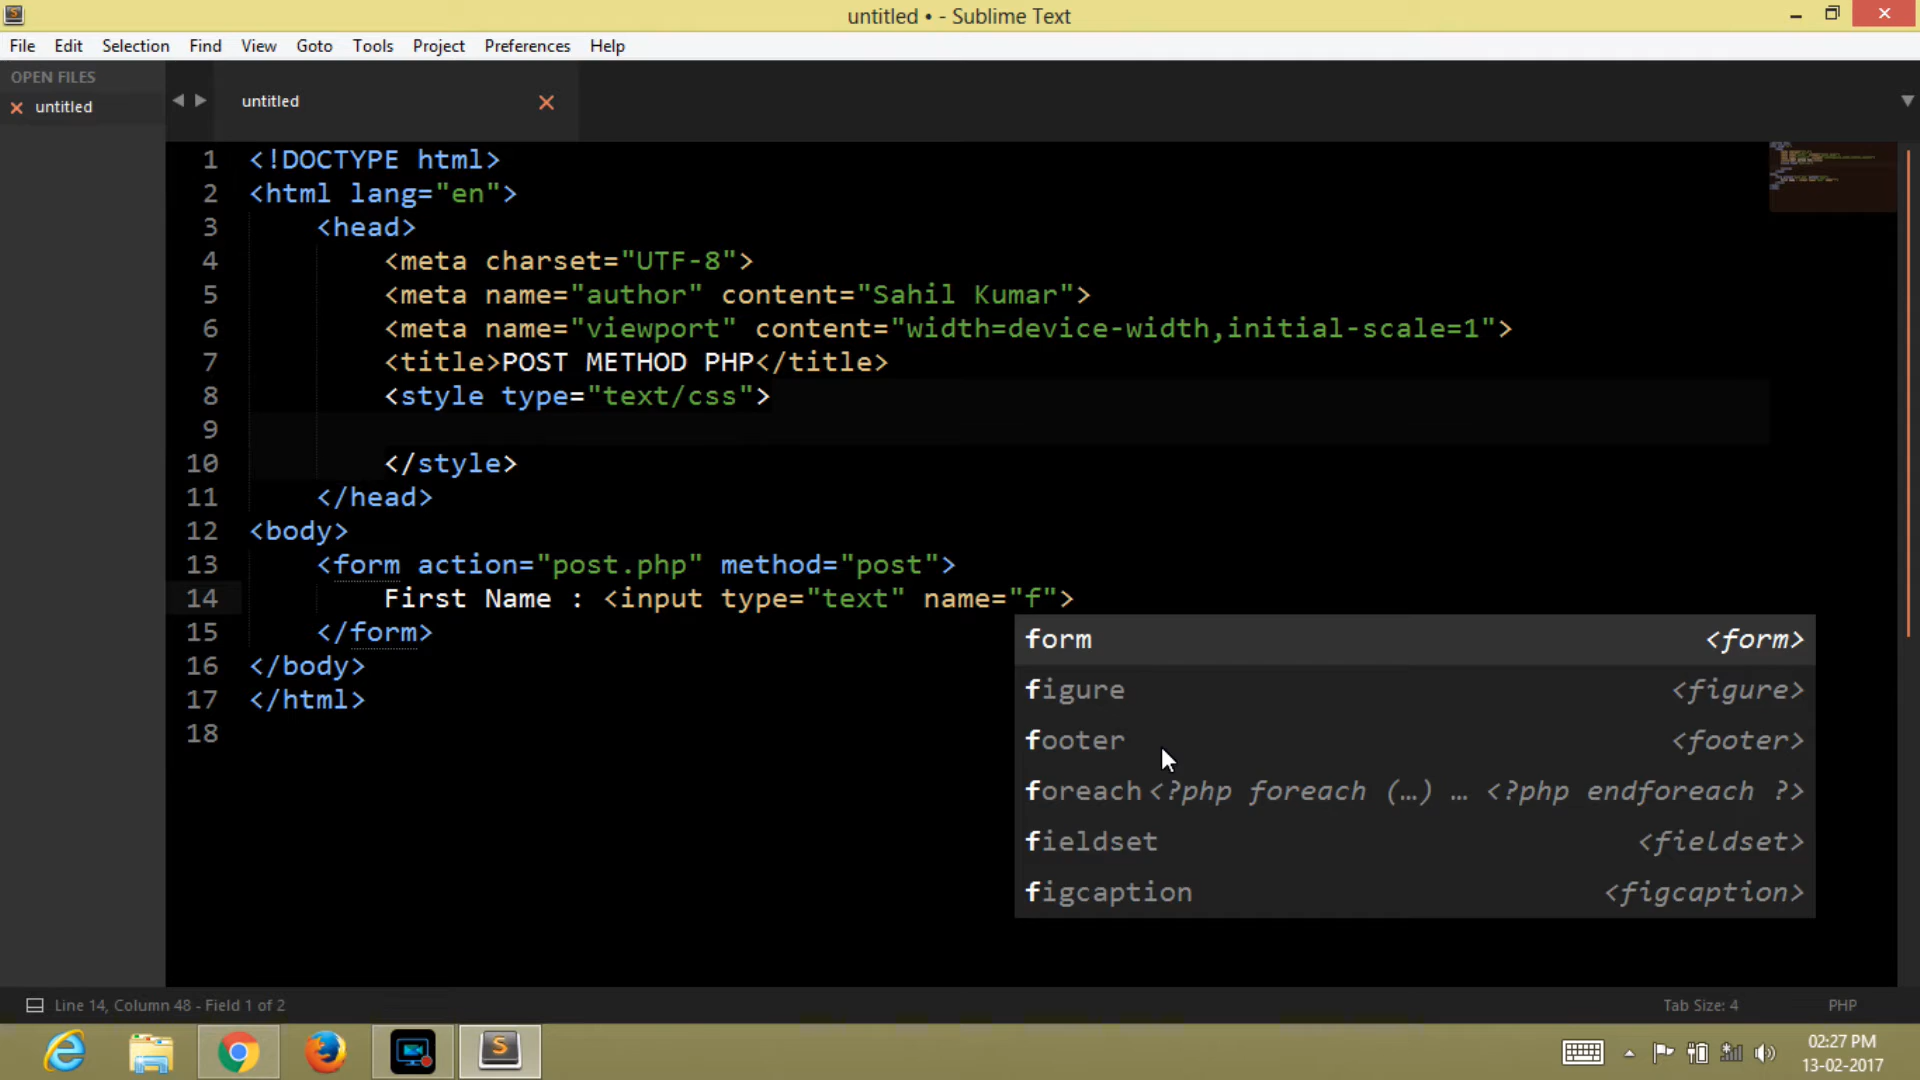 untitled • - Sublime Text
File Edit Selection Find View Goto Tools Project Preferences Help
OPEN FILES
untitled
untitled
1 <!DOCTYPE html>
2 <html lang="en">
3 <head>
4 <meta charset="UTF-8">
5 <meta name="author" content="Sahil Kumar">
6 <meta name="viewport" content="width=device-width,initial-scale=1">
7 <title>POST METHOD PHP</title>
8 <style type="text/css">
9
10 </style>
11 </head>
12 <body>
13 <form action="post.php" method="post">
14 First Name : <input type="text" name="f">
15 </form>
16 </body>
17 </html>
18
form <form>
figure <figure>
footer <footer>
foreach <?php foreach (…) … <?php endforeach ?>
fieldset <fieldset>
figcaption <figcaption>
Line 14, Column 48 - Field 1 of 2 Tab Size: 4 PHP
02:27 PM
13-02-2017